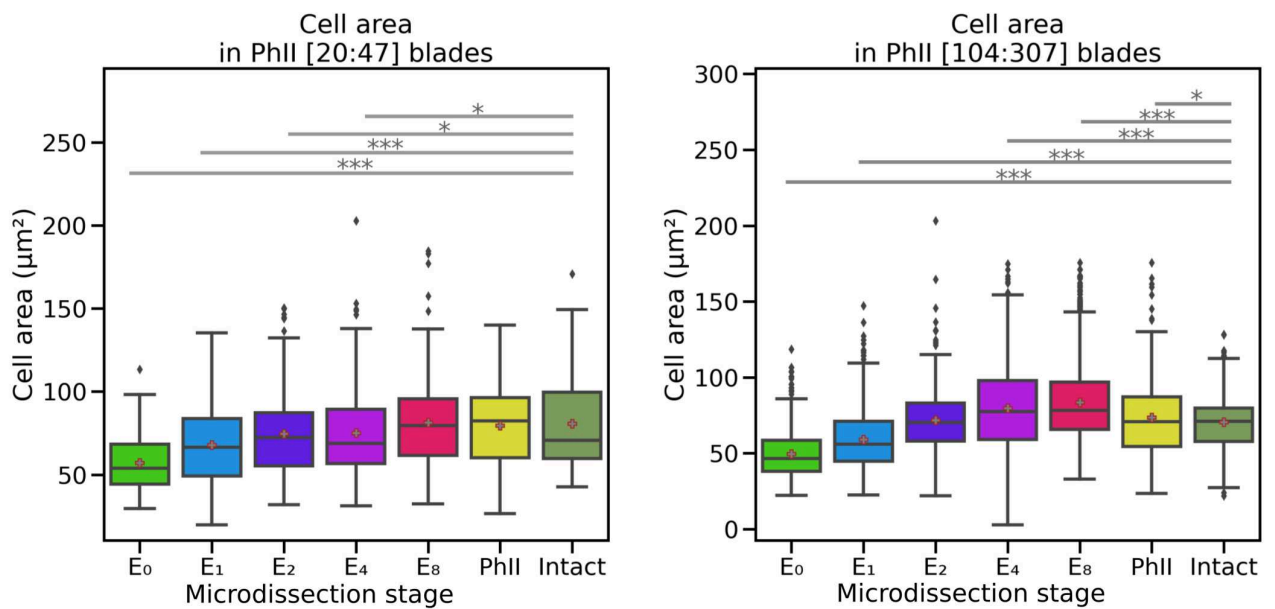 Cell area
in PhII [20:47] blades
Cell area (µm²)
250
200
150
100
50
*
*
***
***
E₀ E₁ E₂ E₄ E₈ PhII Intact
Microdissection stage
Cell area
in PhII [104:307] blades
Cell area (µm²)
300
250
200
150
100
50
0
*
***
***
***
***
E₀ E₁ E₂ E₄ E₈ PhII Intact
Microdissection stage